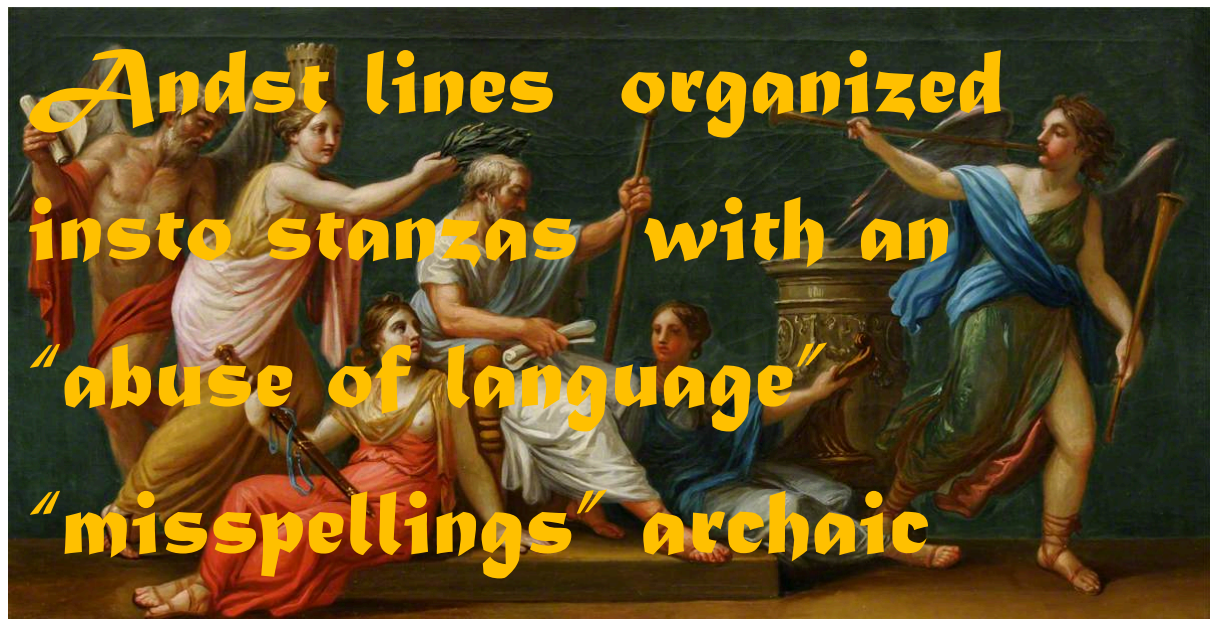 Andst lines organized
insto stanzas with an
“abuse of language”
“misspellings” archaic